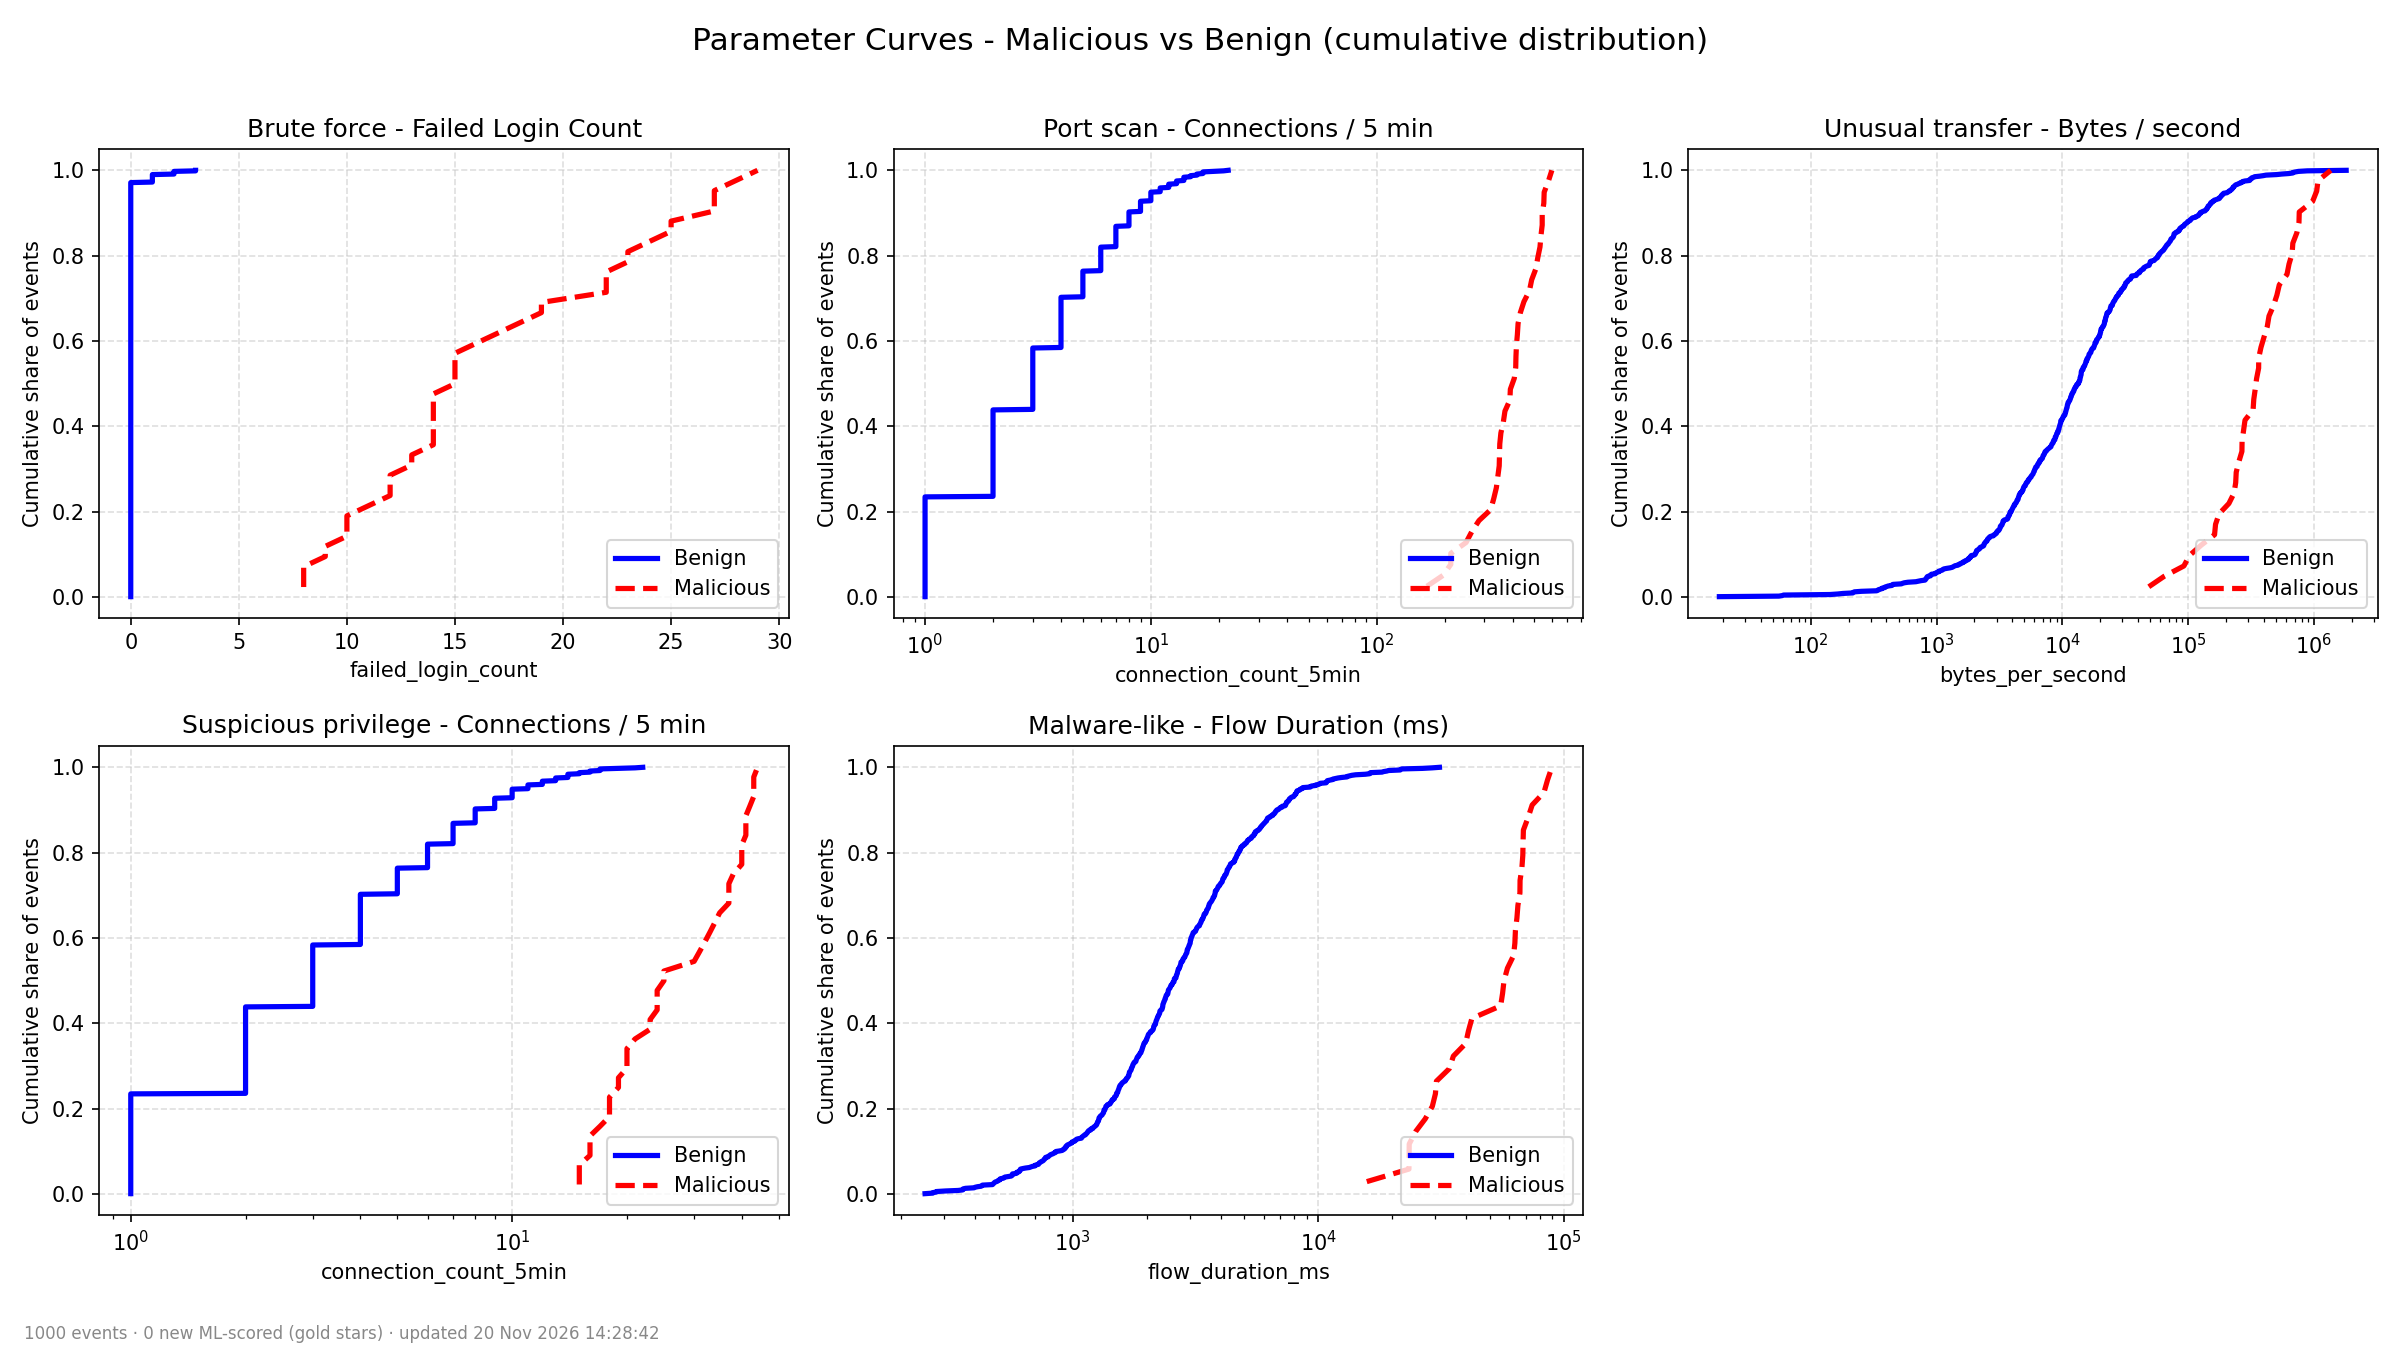 Parameter Curves - Malicious vs Benign (cumulative distribution)
Brute force - Failed Login Count
Cumulative share of events
1.0
0.8
0.6
0.4
0.2
0.0
Benign
Malicious
0 5 10 15 20 25 30
failed_login_count
Port scan - Connections / 5 min
Cumulative share of events
1.0
0.8
0.6
0.4
0.2
0.0
Benign
Malicious
10⁰ 10¹ 10²
connection_count_5min
Unusual transfer - Bytes / second
Cumulative share of events
1.0
0.8
0.6
0.4
0.2
0.0
Benign
Malicious
10² 10³ 10⁴ 10⁵ 10⁶
bytes_per_second
Suspicious privilege - Connections / 5 min
Cumulative share of events
1.0
0.8
0.6
0.4
0.2
0.0
Benign
Malicious
10⁰ 10¹
connection_count_5min
Malware-like - Flow Duration (ms)
Cumulative share of events
1.0
0.8
0.6
0.4
0.2
0.0
Benign
Malicious
10³ 10⁴ 10⁵
flow_duration_ms
1000 events · 0 new ML-scored (gold stars) · updated 20 Nov 2026 14:28:42